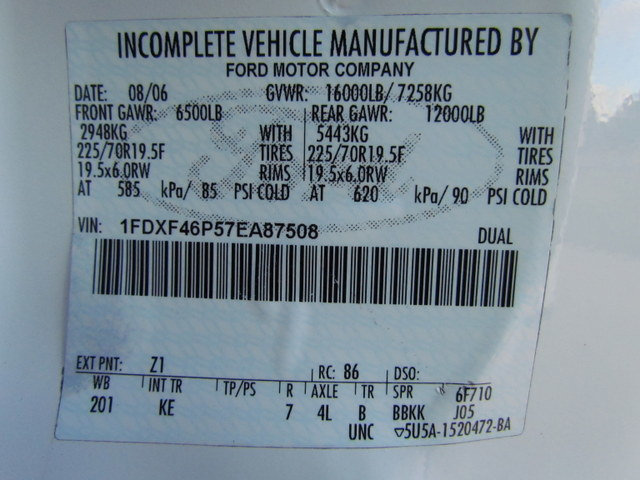 INCOMPLETE VEHICLE MANUFACTURED BY
FORD MOTOR COMPANY
DATE: 08/06 GVWR: 16000LB/ 7258KG
FRONT GAWR: 6500LB REAR GAWR: 12000LB
2948KG WITH 5443KG WITH
225/70R19.5F TIRES 225/70R19.5F TIRES
19.5x6.0RW RIMS 19.5x6.0RW RIMS
AT 585 kPa/ 85 PSI COLD AT 620 kPa/ 90 PSI COLD
VIN: 1FDXF46P57EA87508 DUAL
EXT PNT: Z1 RC: 86 DSO:
WB INT TR TP/PS R AXLE TR SPR 6F710
201 KE 7 4L B BBKK J05
UNC ▽5U5A-1520472-BA